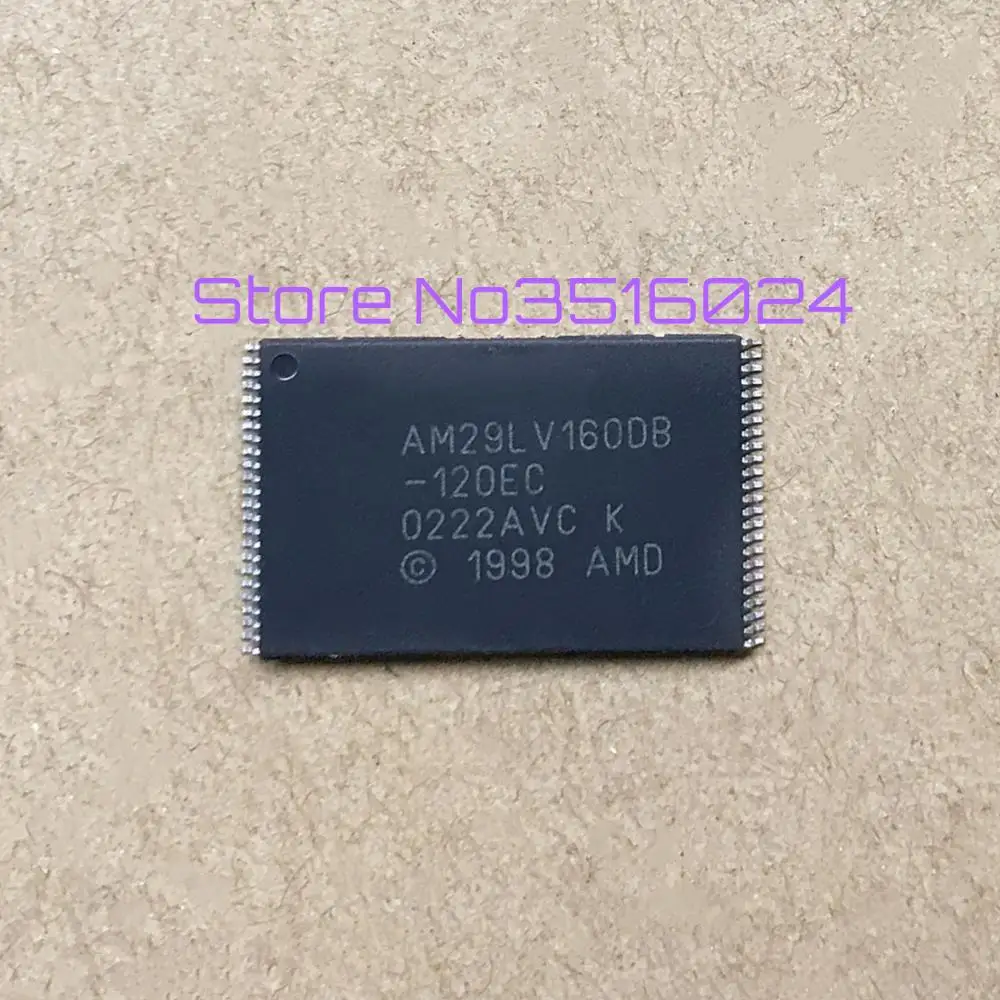 Store No3516024
AM29LV160DB
-120EC
0222AVC K
© 1998 AMD